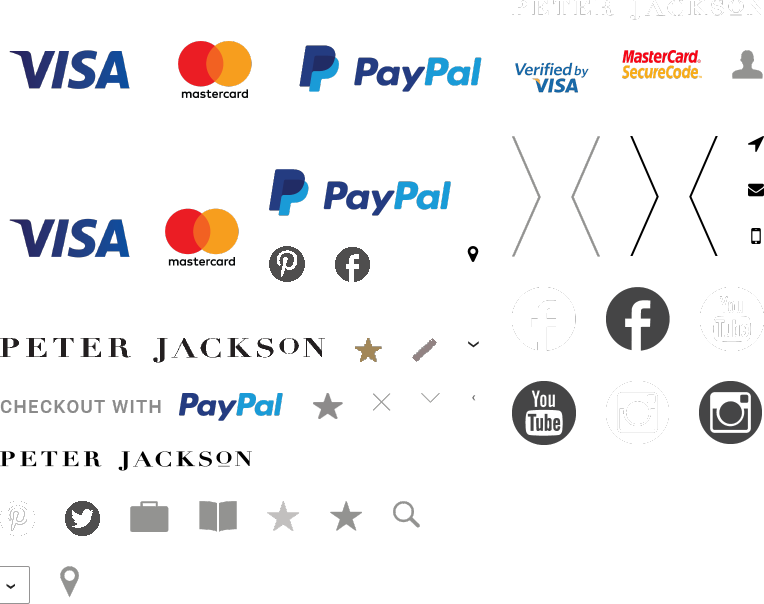 PETER JACKSON
VISA
mastercard
PayPal
Verified by
VISA
MasterCard.
SecureCode.
VISA
mastercard
PayPal
PETER JACKSON
CHECKOUT WITH PayPal
PETER JACKSON
You
Tube
You
Tube